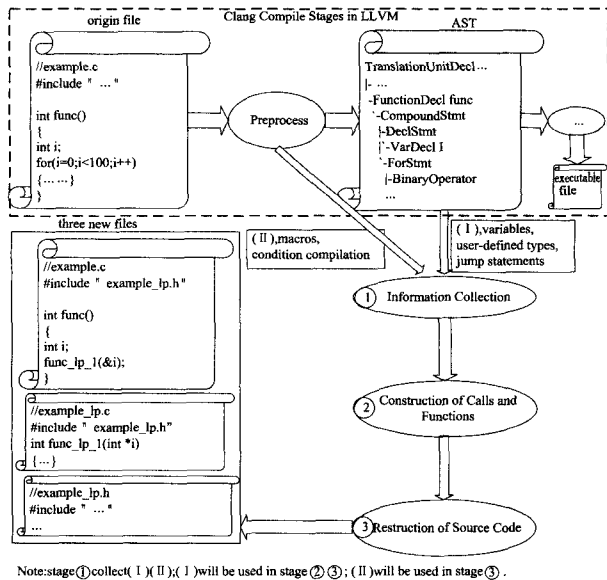 Clang Compile Stages in LLVM
origin file
//example.c
#include " ... "
int func()
{
int i;
for(i=0;i<100;i++)
{... ...}
}
Preprocess
AST
TranslationUnitDecl ...
|- ...
-FunctionDecl func
`-CompoundStmt
|-DeclStmt
|`-VarDecl I
`-ForStmt
|-BinaryOperator
...
...
executable
file
three new files
//example.c
#include " example_lp.h"
int func()
{
int i;
func_lp_1(&i);
}
//example_lp.c
#include " example_lp.h"
int func_lp_1(int *i)
{...}
//example_lp.h
#include " ... "
...
(Ⅱ),macros,
condition compilation
(Ⅰ),variables,
user-defined types,
jump statements
① Information Collection
② Construction of Calls and
Functions
③ Restruction of Source Code
Note:stage①collect(Ⅰ)(Ⅱ);(Ⅰ)will be used in stage②③; (Ⅱ)will be used in stage③ .